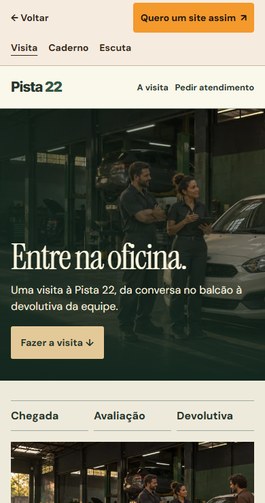 ← Voltar
Quero um site assim ↗
Visita Caderno Escuta
Pista 22
A visita Pedir atendimento
Entre na oficina.
Uma visita à Pista 22, da conversa no balcão à
devolutiva da equipe.
Fazer a visita ↓
Chegada Avaliação Devolutiva